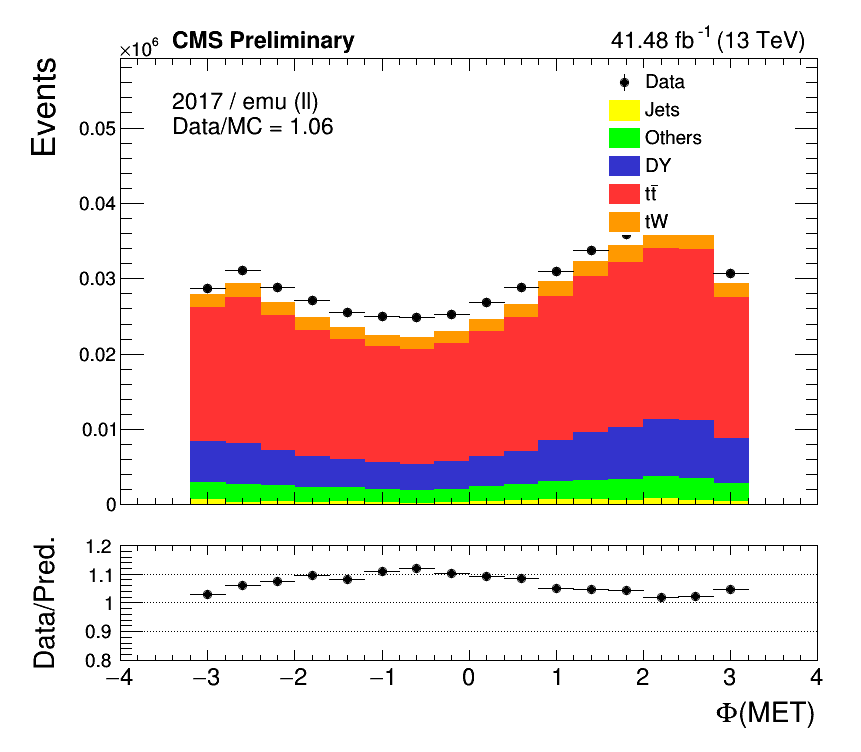 ×10⁶ CMS Preliminary 41.48 fb⁻¹ (13 TeV)
Events
2017 / emu (ll)
Data/MC = 1.06
Data
Jets
Others
DY
tt̄
tW
0.05
0.04
0.03
0.02
0.01
0
Data/Pred.
1.2
1.1
1
0.9
0.8
−4 −3 −2 −1 0 1 2 3 4
Φ(MET)